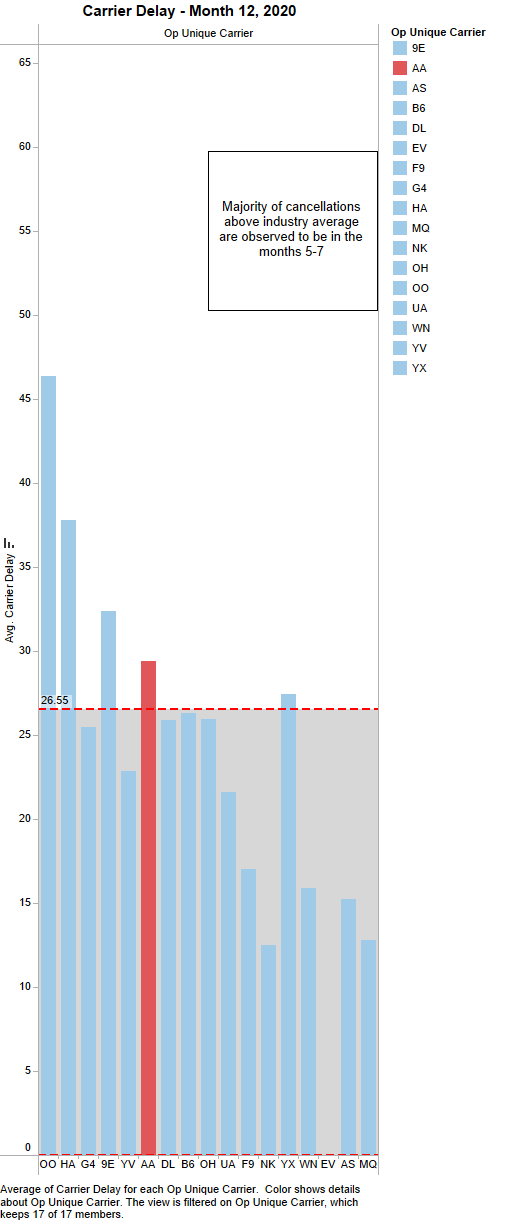 Carrier Delay - Month 12, 2020
Op Unique Carrier
65
60
55
50
45
40
35
30
25
20
15
10
5
0
Avg. Carrier Delay
Majority of cancellations
above industry average
are observed to be in the
months 5-7
26.55
OO HA G4 9E YV AA DL B6 OH UA F9 NK YX WN EV AS MQ
Op Unique Carrier
9E
AA
AS
B6
DL
EV
F9
G4
HA
MQ
NK
OH
OO
UA
WN
YV
YX
Average of Carrier Delay for each Op Unique Carrier.  Color shows details
about Op Unique Carrier. The view is filtered on Op Unique Carrier, which
keeps 17 of 17 members.